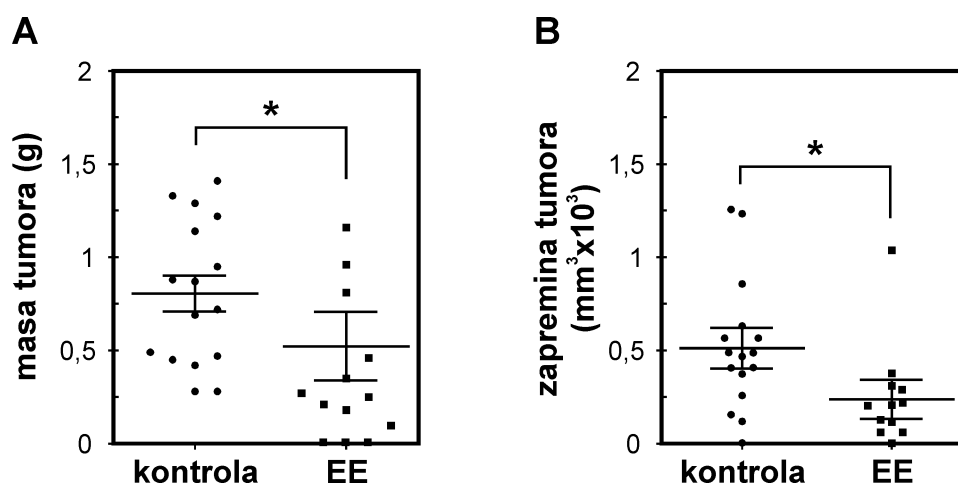 A
masa tumora (g)
2
1,5
1
0,5
0
*
kontrola
EE
B
zapremina tumora
(mm³x10³)
2
1,5
1
0,5
0
*
kontrola
EE